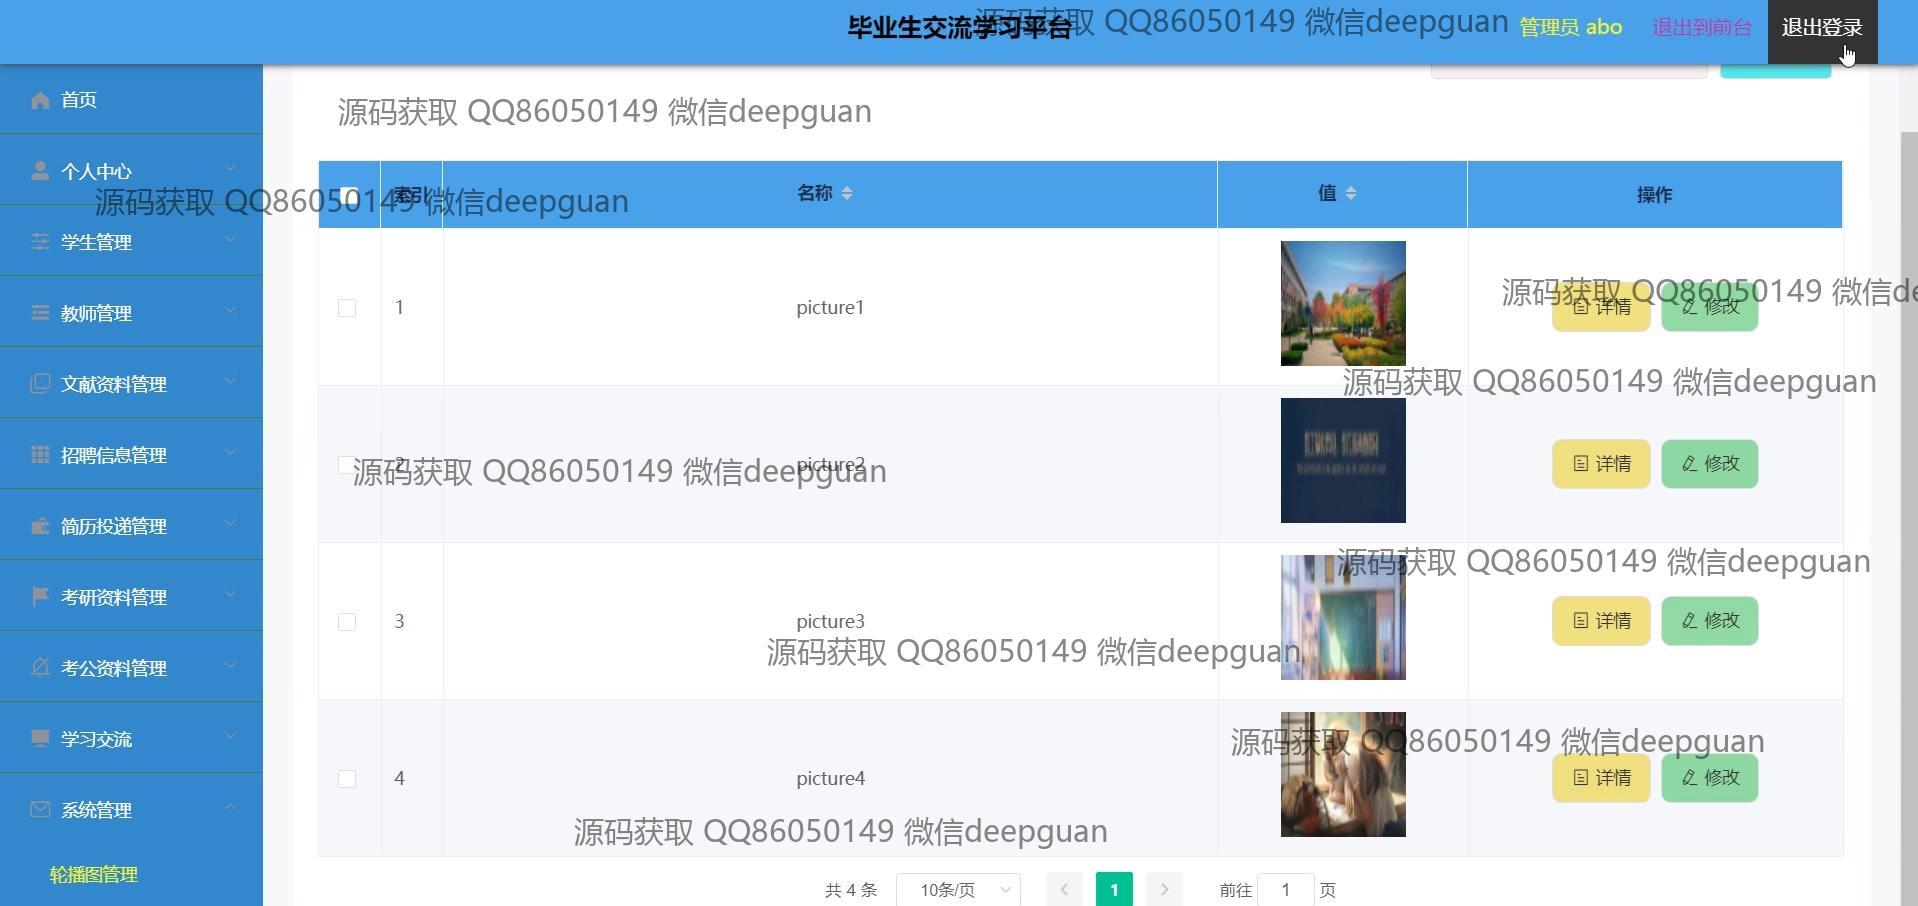 毕业生交流学习平台
源码获取 QQ86050149 微信deepguan
管理员 abo
退出到前台
退出登录
首页
源码获取 QQ86050149 微信deepguan
个人中心
源码获取 QQ86050149 微信deepguan
索引
名称
值
操作
学生管理
教师管理
文献资料管理
招聘信息管理
简历投递管理
考研资料管理
考公资料管理
学习交流
系统管理
轮播图管理
1
picture1
源码获取 QQ86050149 微信de
详情
修改
源码获取 QQ86050149 微信deepguan
2
picture2
源码获取 QQ86050149 微信deepguan
详情
修改
源码获取 QQ86050149 微信deepguan
3
picture3
详情
修改
源码获取 QQ86050149 微信deepguan
源码获取 QQ86050149 微信deepguan
4
picture4
详情
修改
源码获取 QQ86050149 微信deepguan
共 4 条
10条/页
1
前往 1 页